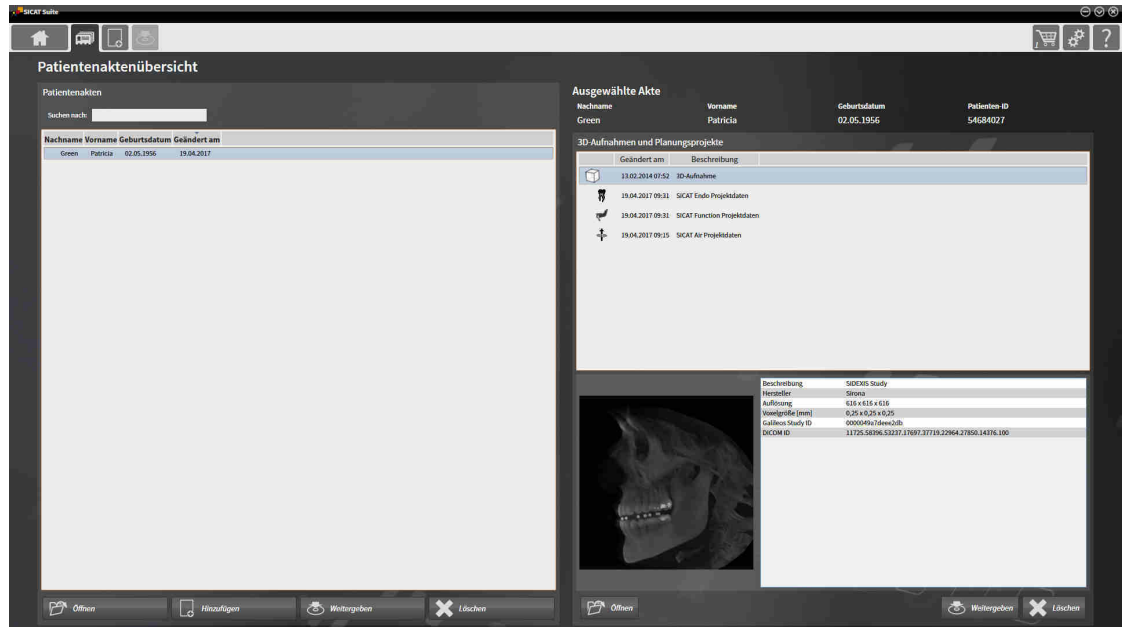 SICAT Suite
1
?
Patientenaktenübersicht
Patientenakten
Suchen nach:
Nachname Vorname Geburtsdatum Geändert am
Green Patricia 02.05.1956 19.04.2017
Öffnen
Hinzufügen
Weitergeben
Löschen
Ausgewählte Akte
Nachname Vorname Geburtsdatum Patienten-ID
Green Patricia 02.05.1956 54684027
3D-Aufnahmen und Planungsprojekte
Geändert am Beschreibung
13.02.2014 07:52 3D-Aufnahme
19.04.2017 09:31 SICAT Endo Projektdaten
19.04.2017 09:31 SICAT Function Projektdaten
19.04.2017 09:15 SICAT Air Projektdaten
Beschreibung SIDEXIS Study
Hersteller Sirona
Auflösung 616 x 616 x 616
Voxelgröße [mm] 0,25 x 0,25 x 0,25
Galileos Study ID 0000049a7deee2db
DICOM ID 11725.58396.53237.17697.37719.22964.27850.14376.100
Öffnen
Weitergeben
Löschen